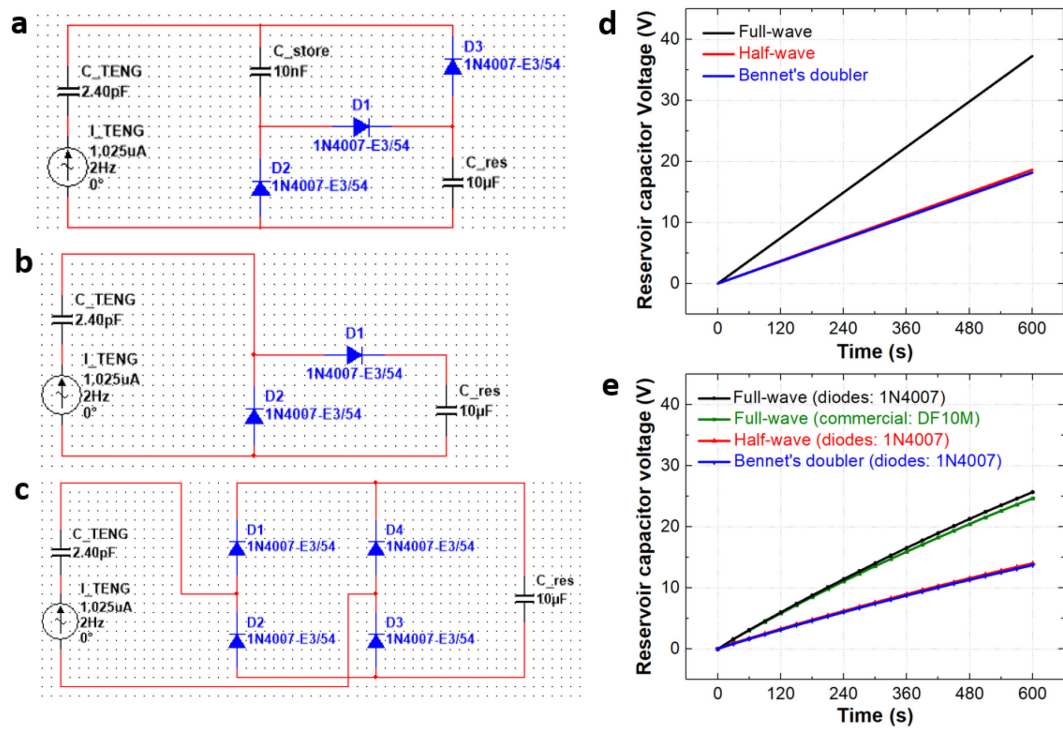 a
C_store
10nF
D3
1N4007-E3/54
C_TENG
2.40pF
D1
1N4007-E3/54
I_TENG
1,025uA
2Hz
0°
D2
1N4007-E3/54
C_res
10µF
b
C_TENG
2.40pF
D1
1N4007-E3/54
I_TENG
1,025uA
2Hz
0°
D2
1N4007-E3/54
C_res
10µF
c
C_TENG
2.40pF
D1
1N4007-E3/54
D4
1N4007-E3/54
C_res
10µF
I_TENG
1,025uA
2Hz
0°
D2
1N4007-E3/54
D3
1N4007-E3/54
d
Reservoir capacitor Voltage (V)
40
30
20
10
0
Full-wave
Half-wave
Bennet's doubler
0 120 240 360 480 600
Time (s)
e
Reservoir capacitor voltage (V)
40
30
20
10
0
Full-wave (diodes: 1N4007)
Full-wave (commercial: DF10M)
Half-wave (diodes: 1N4007)
Bennet's doubler (diodes: 1N4007)
0 120 240 360 480 600
Time (s)